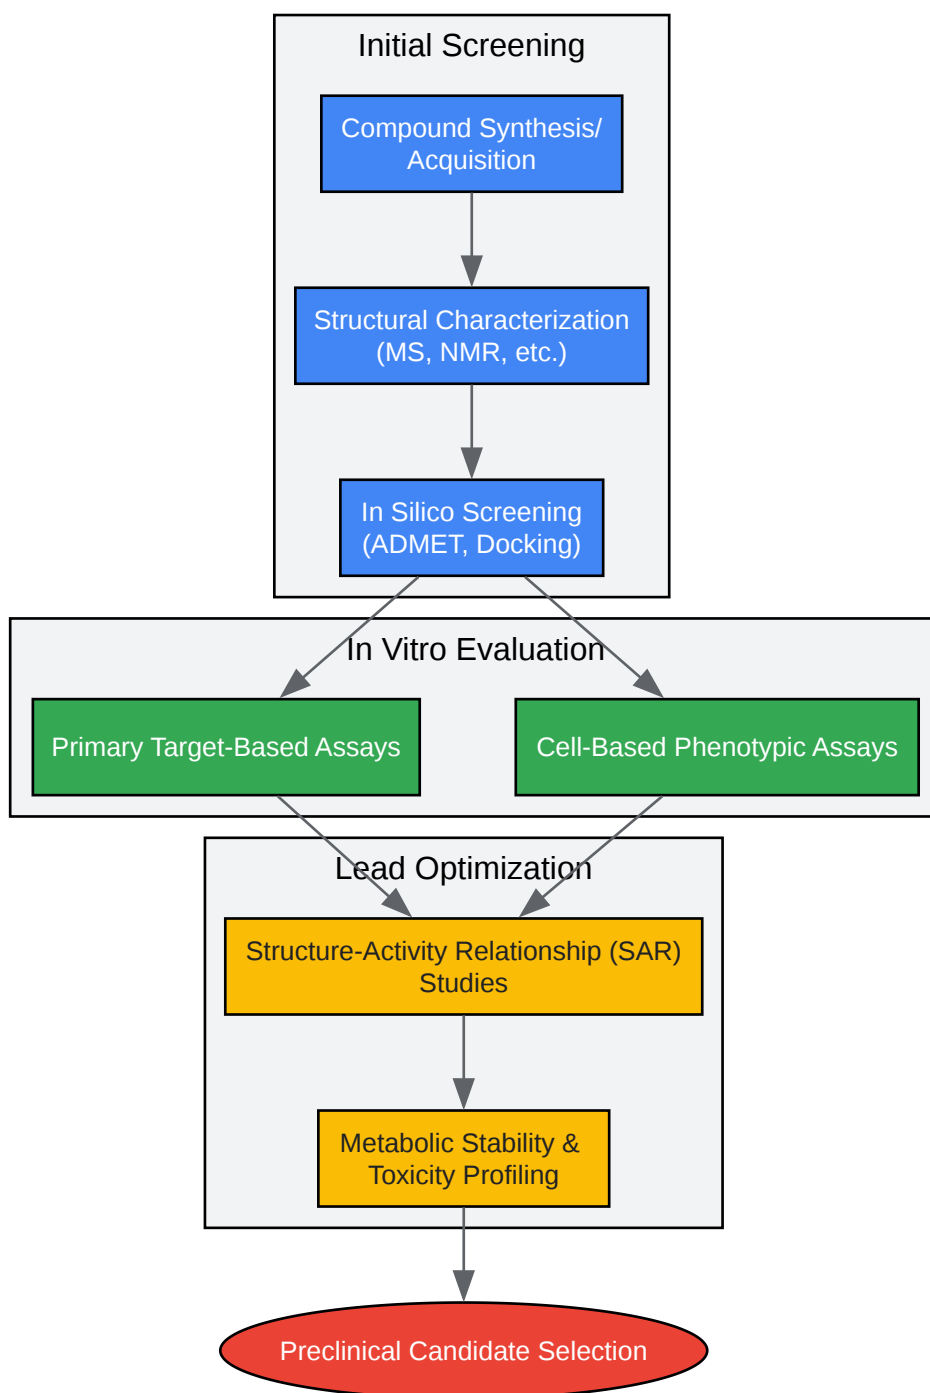 Initial Screening
Compound Synthesis/
Acquisition
Structural Characterization
(MS, NMR, etc.)
In Silico Screening
(ADMET, Docking)
In Vitro Evaluation
Primary Target-Based Assays
Cell-Based Phenotypic Assays
Lead Optimization
Structure-Activity Relationship (SAR)
Studies
Metabolic Stability &
Toxicity Profiling
Preclinical Candidate Selection